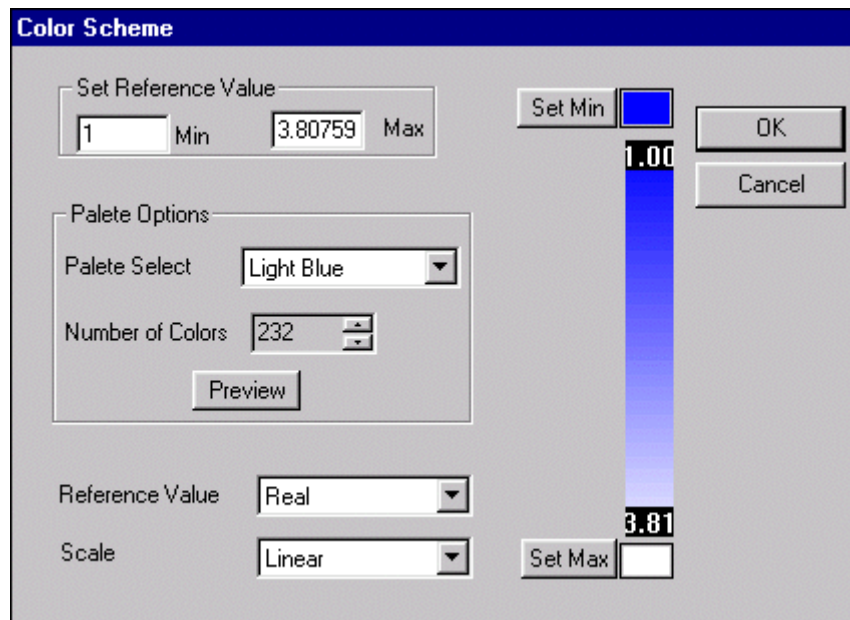 Color Scheme
Set Reference Value
1 Min 3.80759 Max
Palete Options
Palete Select Light Blue
Number of Colors 232
Preview
Reference Value Real
Scale Linear
Set Min
1.00
3.81
Set Max
OK
Cancel